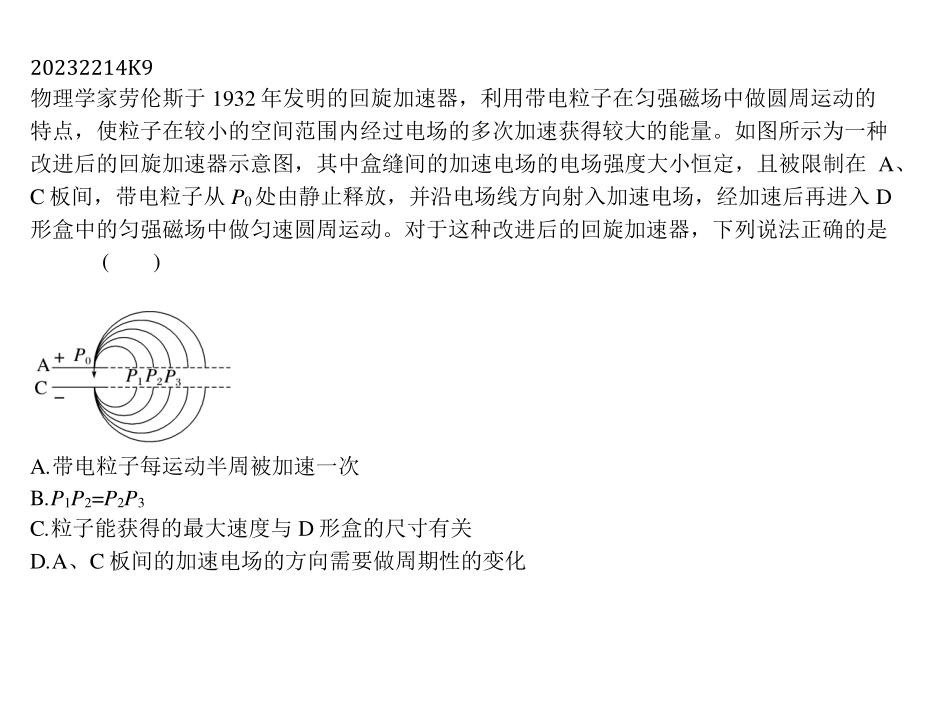 20232214K9
物理学家劳伦斯于 1932 年发明的回旋加速器，利用带电粒子在匀强磁场中做圆周运动的
特点，使粒子在较小的空间范围内经过电场的多次加速获得较大的能量。如图所示为一种
改进后的回旋加速器示意图，其中盒缝间的加速电场的电场强度大小恒定，且被限制在 A、
C 板间，带电粒子从 P₀ 处由静止释放，并沿电场线方向射入加速电场，经加速后再进入 D
形盒中的匀强磁场中做匀速圆周运动。对于这种改进后的回旋加速器，下列说法正确的是
( )
A + P₀
P₁ P₂ P₃
C −
A.带电粒子每运动半周被加速一次
B.P₁P₂=P₂P₃
C.粒子能获得的最大速度与 D 形盒的尺寸有关
D.A、C 板间的加速电场的方向需要做周期性的变化